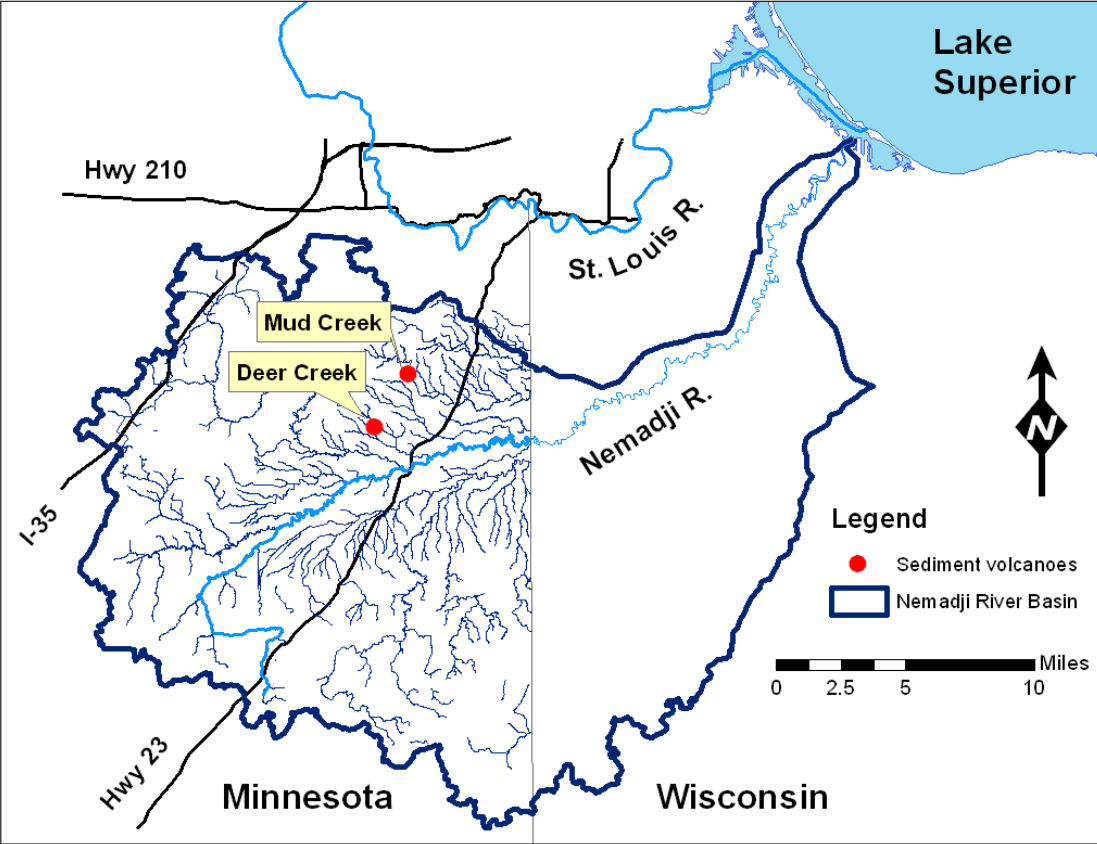 Lake
Superior
Hwy 210
St. Louis R.
Mud Creek
Deer Creek
Nemadji R.
N
I-35
Legend
Sediment volcanoes
Nemadji River Basin
Miles
0 2.5 5 10
Hwy 23
Minnesota
Wisconsin